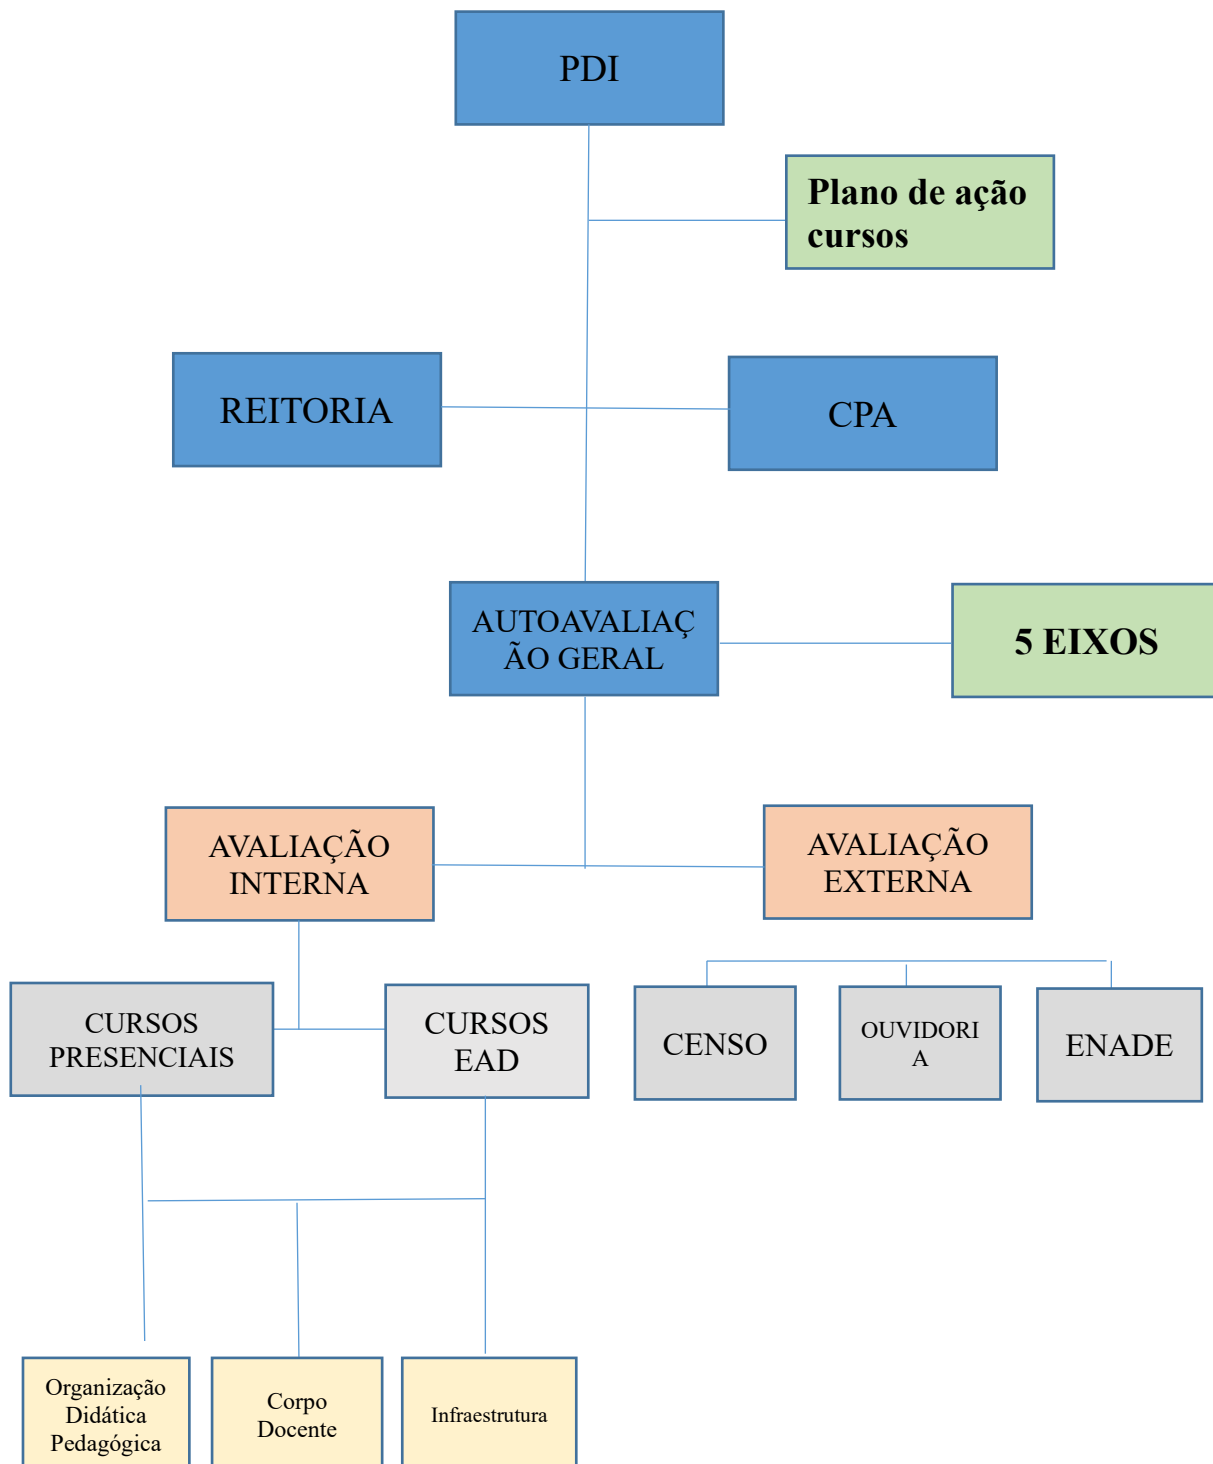 PDI
Plano de ação
cursos
REITORIA
CPA
AUTOAVALIAÇ
ÃO GERAL
5 EIXOS
AVALIAÇÃO
INTERNA
AVALIAÇÃO
EXTERNA
CURSOS
PRESENCIAIS
CURSOS
EAD
CENSO
OUVIDORI
A
ENADE
Organização
Didática
Pedagógica
Corpo
Docente
Infraestrutura